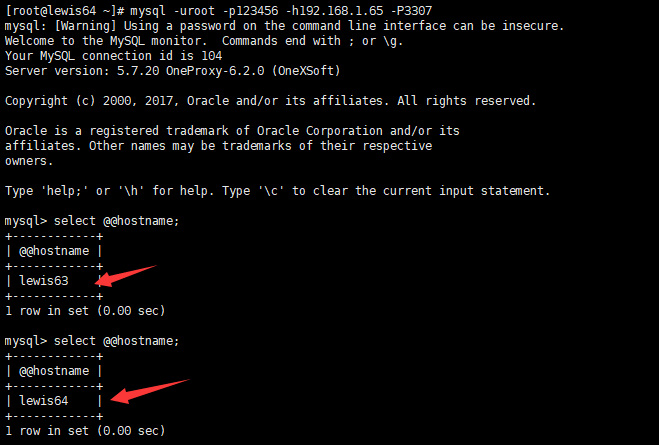 [root@lewis64 ~]# mysql -uroot -p123456 -h192.168.1.65 -P3307
mysql: [Warning] Using a password on the command line interface can be insecure.
Welcome to the MySQL monitor.  Commands end with ; or \g.
Your MySQL connection id is 104
Server version: 5.7.20 OneProxy-6.2.0 (OneXSoft)

Copyright (c) 2000, 2017, Oracle and/or its affiliates. All rights reserved.

Oracle is a registered trademark of Oracle Corporation and/or its
affiliates. Other names may be trademarks of their respective
owners.

Type 'help;' or '\h' for help. Type '\c' to clear the current input statement.

mysql> select @@hostname;
+------------+
| @@hostname |
+------------+
| lewis63    |
+------------+
1 row in set (0.00 sec)

mysql> select @@hostname;
+------------+
| @@hostname |
+------------+
| lewis64    |
+------------+
1 row in set (0.00 sec)